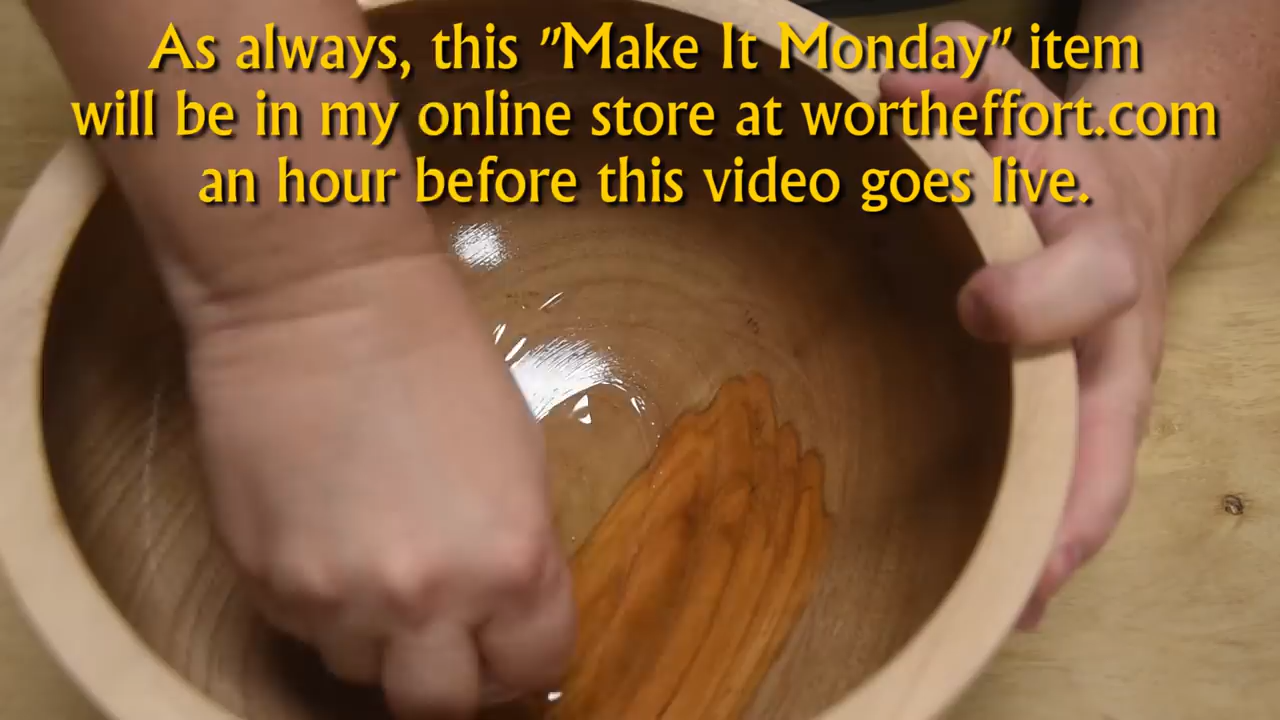 As always, this "Make It Monday" item
will be in my online store at wortheffort.com
an hour before this video goes live.